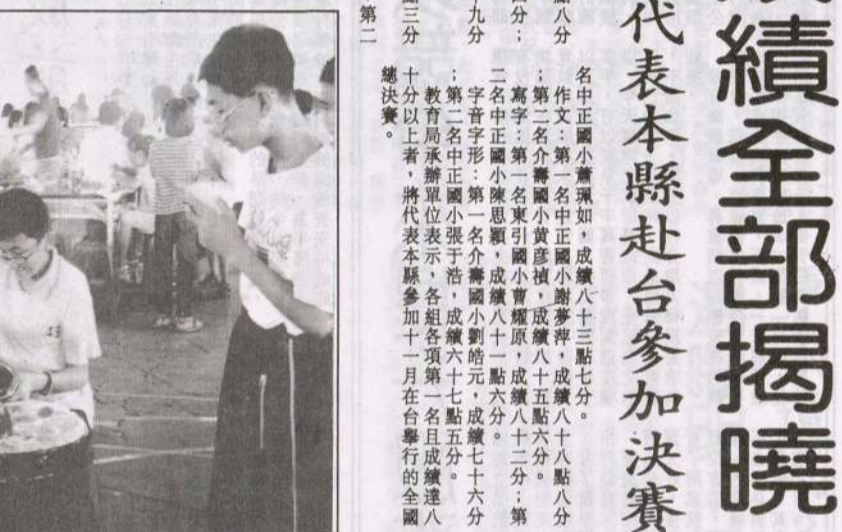 績全部揭曉
代表本縣赴台參加決賽
點八分
百分；
十九分
點三分
第二
名中正國小蕭珮如，成績八十三點七分。
作文：第一名中正國小謝夢萍，成績八十八點八分
；第二名介壽國小黃彥禎，成績八十五點六分。
寫字：第一名東引國小曹耀原，成績八十二分；第
二名中正國小陳思穎，成績八十一點六分。
字音字形：第一名介壽國小劉皓元，成績七十六分
；第二名中正國小張于浩，成績六十七點五分。
教育局承辦單位表示，各組各項第一名且成績達八
十分以上者，將代表本縣參加十一月在台舉行的全國
總決賽。